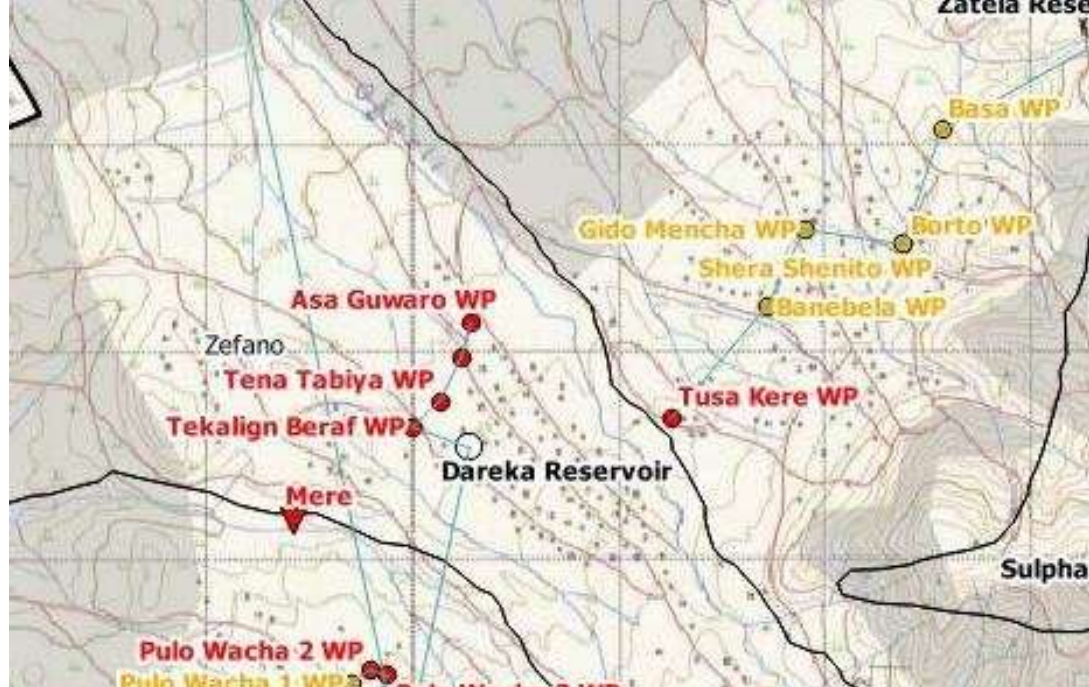 Zatela Rese
Basa WP
Gido Mencha WP
Borto WP
Shera Shenito WP
Asa Guwaro WP
Banebela WP
Zefano
Tena Tabiya WP
Tusa Kere WP
Tekalign Beraf WP
Dareka Reservoir
Mere
Sulpha
Pulo Wacha 2 WP
Pulo Wacha 1 WP